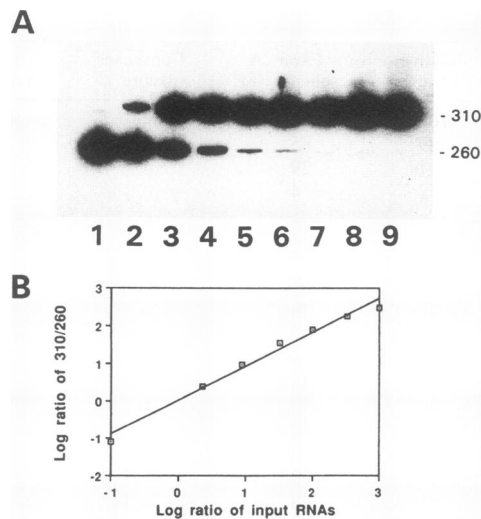 A
- 310
- 260
1 2 3 4 5 6 7 8 9
B
Log ratio of 310/260
3
2
1
0
-1
-2
-1 0 1 2 3
Log ratio of input RNAs